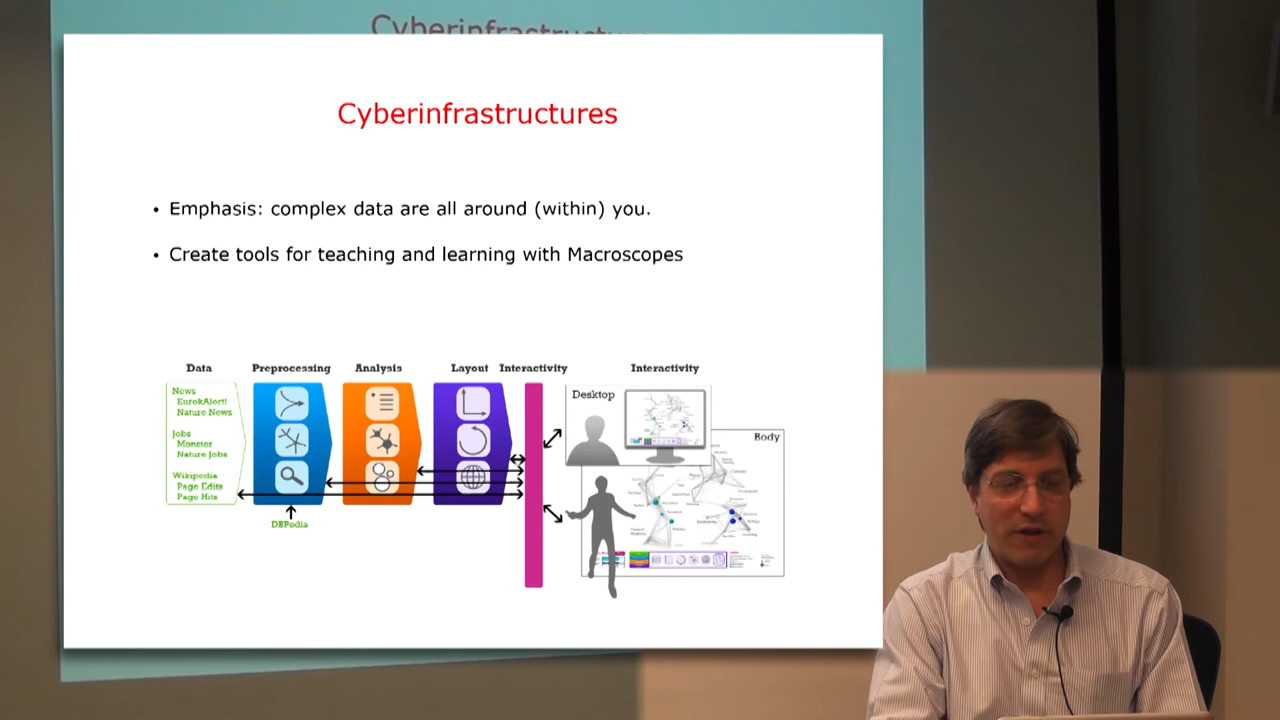 Cyberinfrastructures
• Emphasis: complex data are all around (within) you.
• Create tools for teaching and learning with Macroscopes
Data Preprocessing Analysis Layout Interactivity Interactivity
News
EurekAlert!
Nature News
Jobs
Monster
Nature Jobs
Wikipedia
Page Edits
Page Hits
DBPedia
Desktop
Body